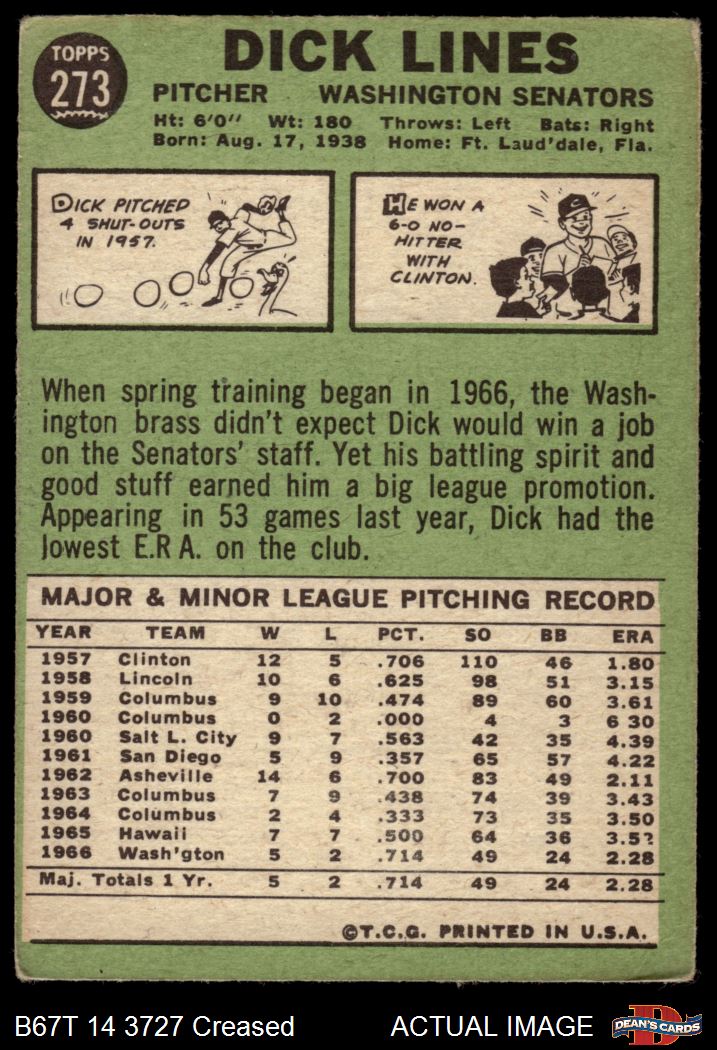 TOPPS
273
DICK LINES
PITCHER WASHINGTON SENATORS
Ht: 6'0" Wt: 180 Throws: Left Bats: Right
Born: Aug. 17, 1938 Home: Ft. Laud'dale, Fla.
DICK PITCHED
4 SHUT-OUTS
IN 1957.
HE WON A
6-0 NO-
HITTER
WITH
CLINTON.
When spring training began in 1966, the Wash-
ington brass didn't expect Dick would win a job
on the Senators' staff. Yet his battling spirit and
good stuff earned him a big league promotion.
Appearing in 53 games last year, Dick had the
lowest E.R A. on the club.
MAJOR & MINOR LEAGUE PITCHING RECORD
YEAR TEAM W L PCT. SO BB ERA
1957 Clinton 12 5 .706 110 46 1.80
1958 Lincoln 10 6 .625 98 51 3.15
1959 Columbus 9 10 .474 89 60 3.61
1960 Columbus 0 2 .000 4 3 6 30
1960 Salt L. City 9 7 .563 42 35 4.39
1961 San Diego 5 9 .357 65 57 4.22
1962 Asheville 14 6 .700 83 49 2.11
1963 Columbus 7 9 .438 74 39 3.43
1964 Columbus 2 4 .333 73 35 3.50
1965 Hawaii 7 7 .500 64 36
1966 Wash'gton 5 2 .714 49 24 2.28
Maj. Totals 1 Yr. 5 2 .714 49 24 2.28
©T.C.G. PRINTED IN U.S.A.
B67T 14 3727 Creased ACTUAL IMAGE
DEAN'S CARDS